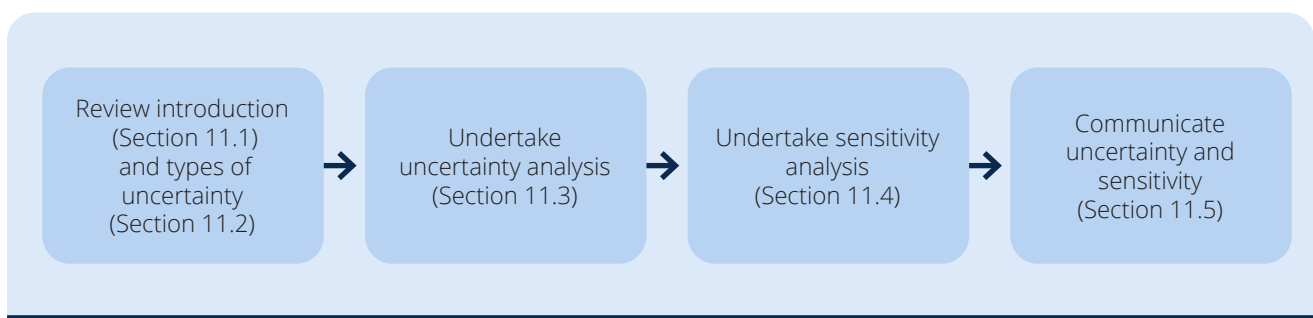 Review introduction
(Section 11.1)
and types of
uncertainty
(Section 11.2)
Undertake
uncertainty analysis
(Section 11.3)
Undertake sensitivity
analysis
(Section 11.4)
Communicate
uncertainty and
sensitivity
(Section 11.5)